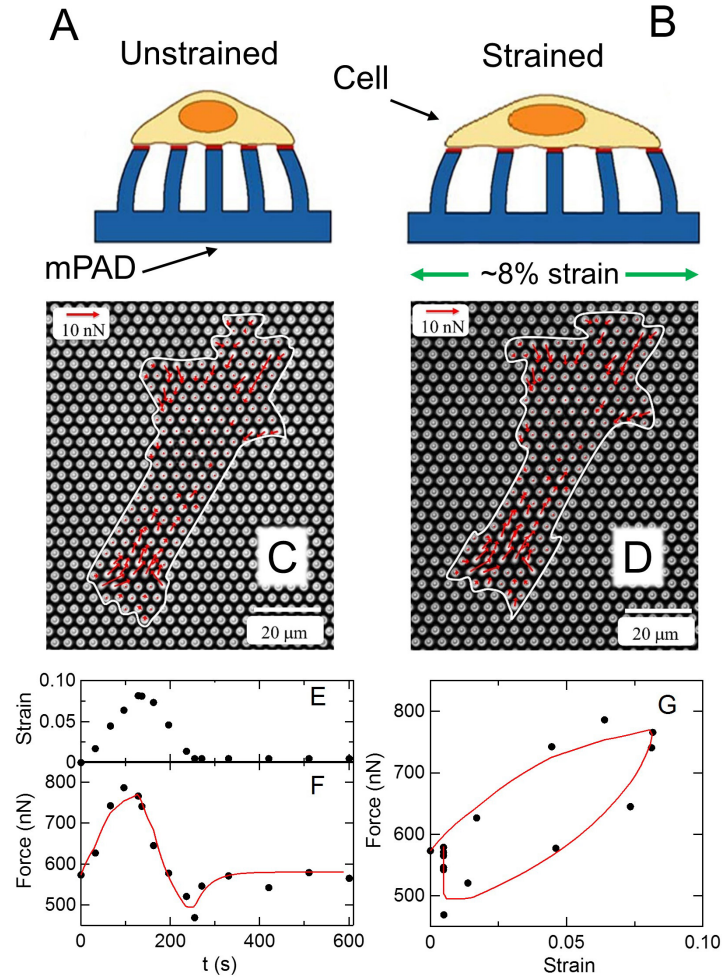 A
B
Unstrained
Strained
Cell
mPAD
~8% strain
10 nN
10 nN
C
D
20 μm
20 μm
0.10
0.05
0
Strain
E
800
700
600
500
Force (nN)
F
0
200
400
600
t (s)
G
800
700
600
500
Force (nN)
0
0.05
0.10
Strain